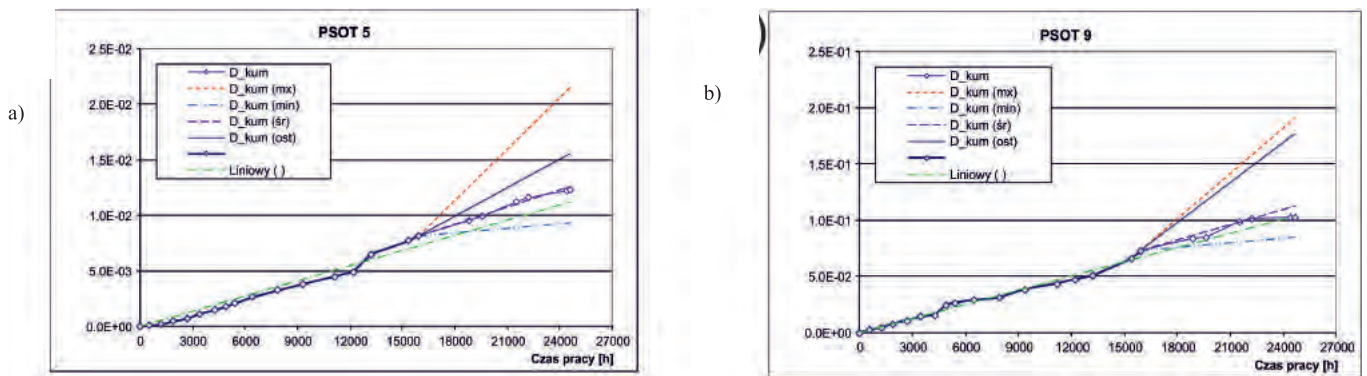 a)
PSOT 5
2.5E-02
2.0E-02
1.5E-02
1.0E-02
5.0E-03
0.0E+00
D_kum
D_kum (mx)
D_kum (min)
D_kum (śr)
D_kum (ost)
Liniowy ( )
0 3000 6000 9000 12000 15000 18000 21000 24000 27000
Czas pracy [h]
b)
)
PSOT 9
2.5E-01
2.0E-01
1.5E-01
1.0E-01
5.0E-02
0.0E+00
D_kum
D_kum (mx)
D_kum (min)
D_kum (śr)
D_kum (ost)
Liniowy ( )
0 3000 6000 9000 12000 15000 18000 21000 24000 27000
Czas pracy [h]